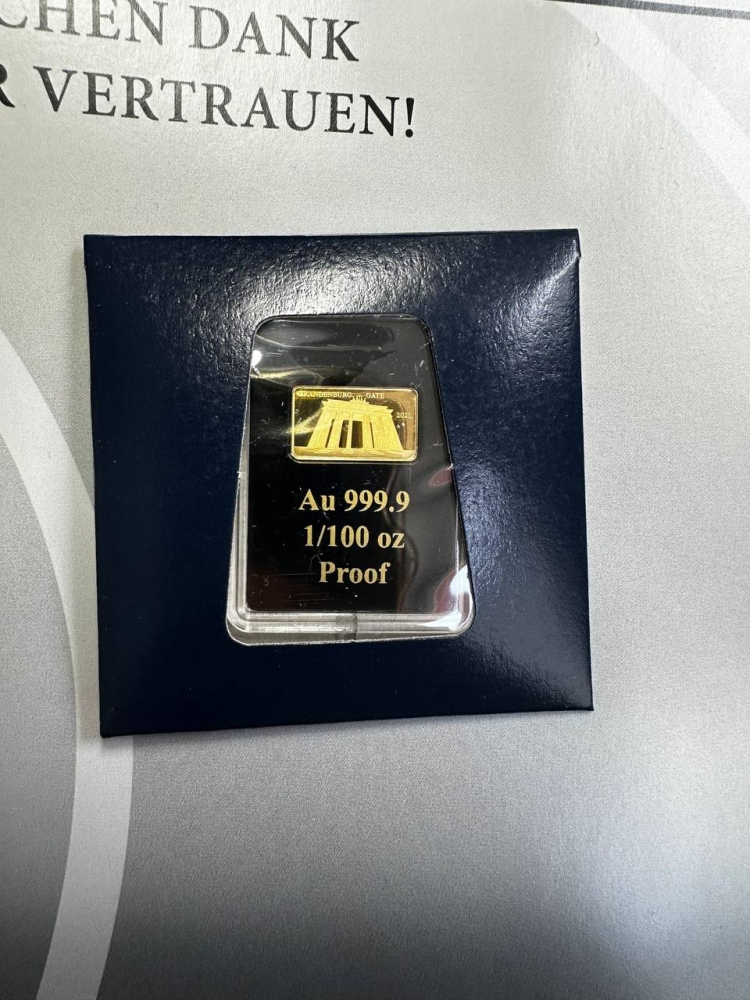 CHEN DANK
R VERTRAUEN!
BRANDENBURG GATE
2021
Au 999.9
1/100 oz
Proof